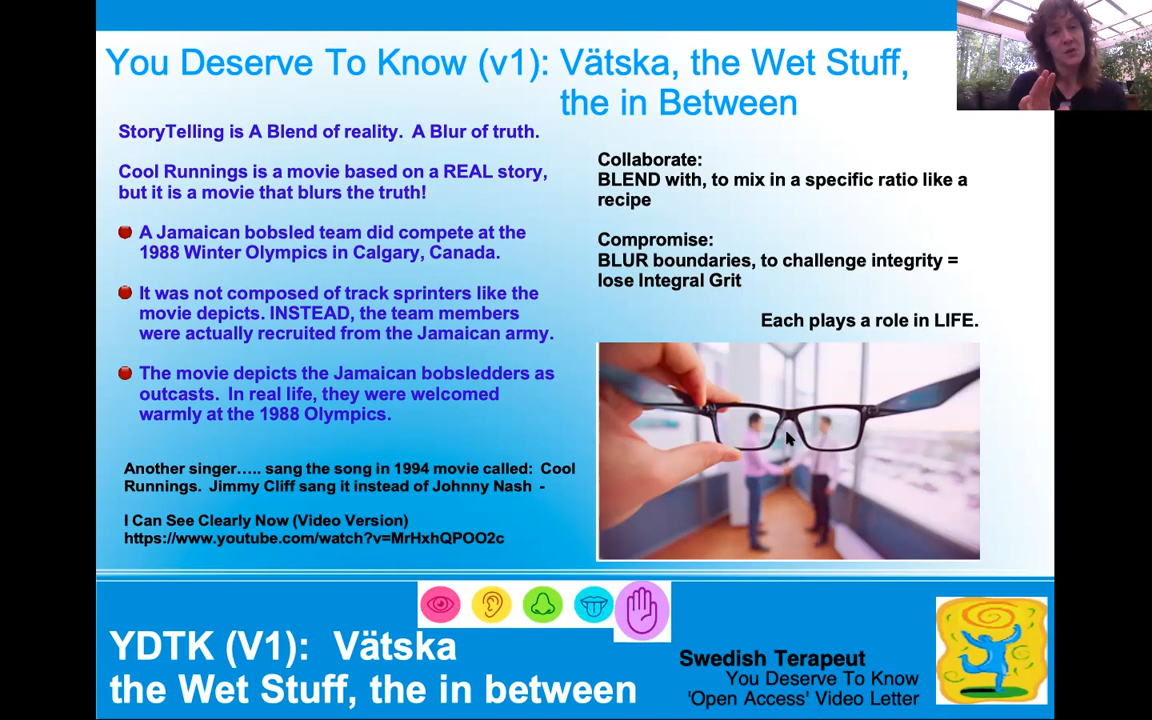 You Deserve To Know (v1): Vätska, the Wet Stuff,
the in Between
StoryTelling is A Blend of reality.  A Blur of truth.
Cool Runnings is a movie based on a REAL story,
but it is a movie that blurs the truth!
A Jamaican bobsled team did compete at the
1988 Winter Olympics in Calgary, Canada.
It was not composed of track sprinters like the
movie depicts. INSTEAD, the team members
were actually recruited from the Jamaican army.
The movie depicts the Jamaican bobsledders as
outcasts.  In real life, they were welcomed
warmly at the 1988 Olympics.
Another singer..... sang the song in 1994 movie called:  Cool
Runnings.  Jimmy Cliff sang it instead of Johnny Nash  -
I Can See Clearly Now (Video Version)
https://www.youtube.com/watch?v=MrHxhQPOO2c
Collaborate:
BLEND with, to mix in a specific ratio like a
recipe
Compromise:
BLUR boundaries, to challenge integrity =
lose Integral Grit
Each plays a role in LIFE.
YDTK (V1):  Vätska
the Wet Stuff, the in between
Swedish Terapeut
You Deserve To Know
'Open Access' Video Letter